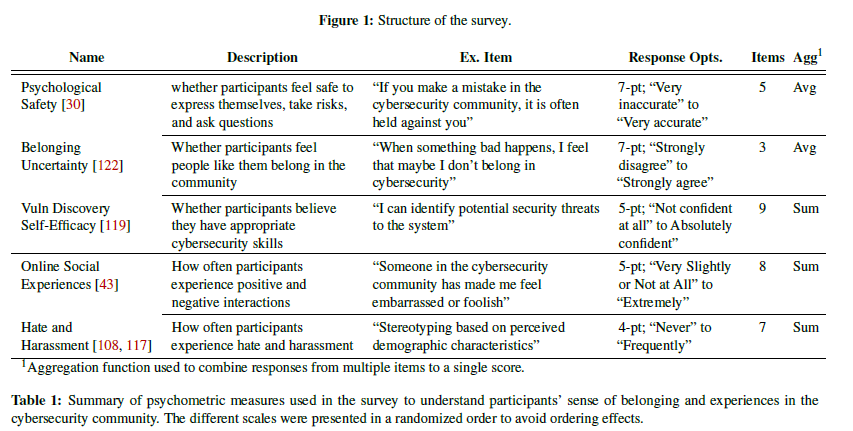 Figure 1: Structure of the survey.
Name Description Ex. Item Response Opts. Items Agg1
Psychological whether participants feel safe to “If you make a mistake in the 7-pt; “Very 5 Avg
Safety [30] express themselves, take risks, cybersecurity community, it is often inaccurate” to
and ask questions held against you” “Very accurate”
Belonging Whether participants feel “When something bad happens, I feel 7-pt; “Strongly 3 Avg
Uncertainty [122] people like them belong in the that maybe I don’t belong in disagree” to
community cybersecurity” “Strongly agree”
Vuln Discovery Whether participants believe “I can identify potential security threats 5-pt; “Not confident 9 Sum
Self-Efficacy [119] they have appropriate to the system” at all” to Absolutely
cybersecurity skills confident”
Online Social How often participants “Someone in the cybersecurity 5-pt; “Very Slightly 8 Sum
Experiences [43] experience positive and community has made me feel or Not at All” to
negative interactions embarrassed or foolish” “Extremely”
Hate and How often participants “Stereotyping based on perceived 4-pt; “Never” to 7 Sum
Harassment [108, 117] experience hate and harassment demographic characteristics” “Frequently”
1Aggregation function used to combine responses from multiple items to a single score.
Table 1: Summary of psychometric measures used in the survey to understand participants’ sense of belonging and experiences in the
cybersecurity community. The different scales were presented in a randomized order to avoid ordering effects.